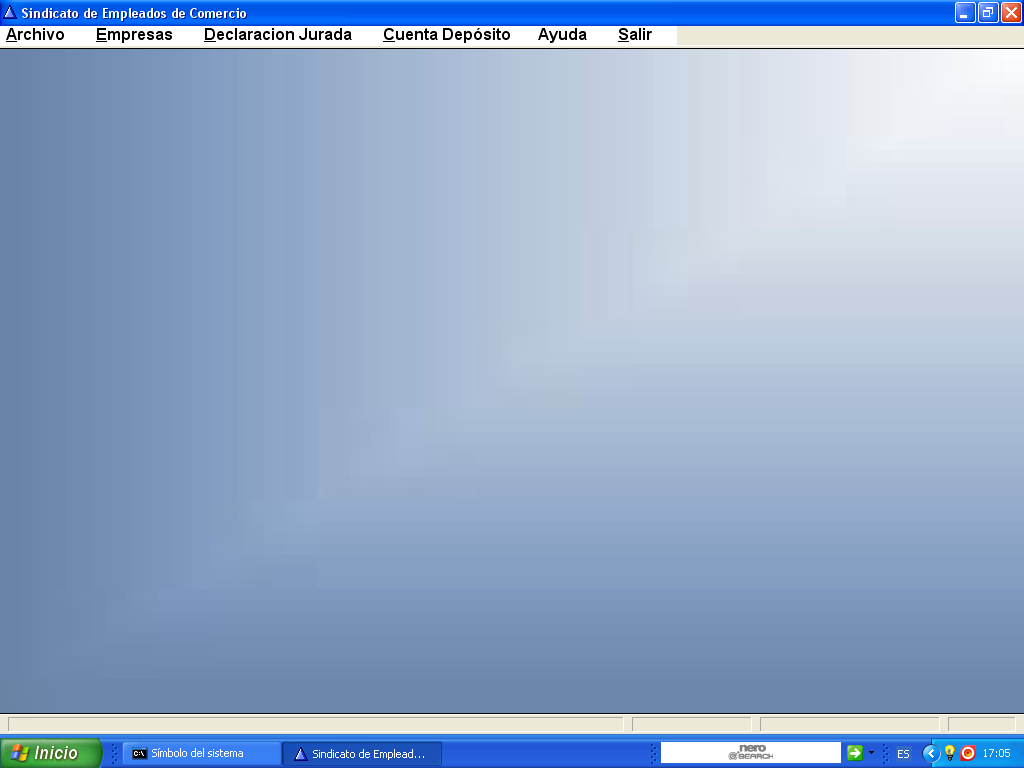 Sindicato de Empleados de Comercio
Archivo Empresas Declaracion Jurada Cuenta Depósito Ayuda Salir
Inicio C:\ Símbolo del sistema Sindicato de Emplead... nero SEARCH ES 17:05